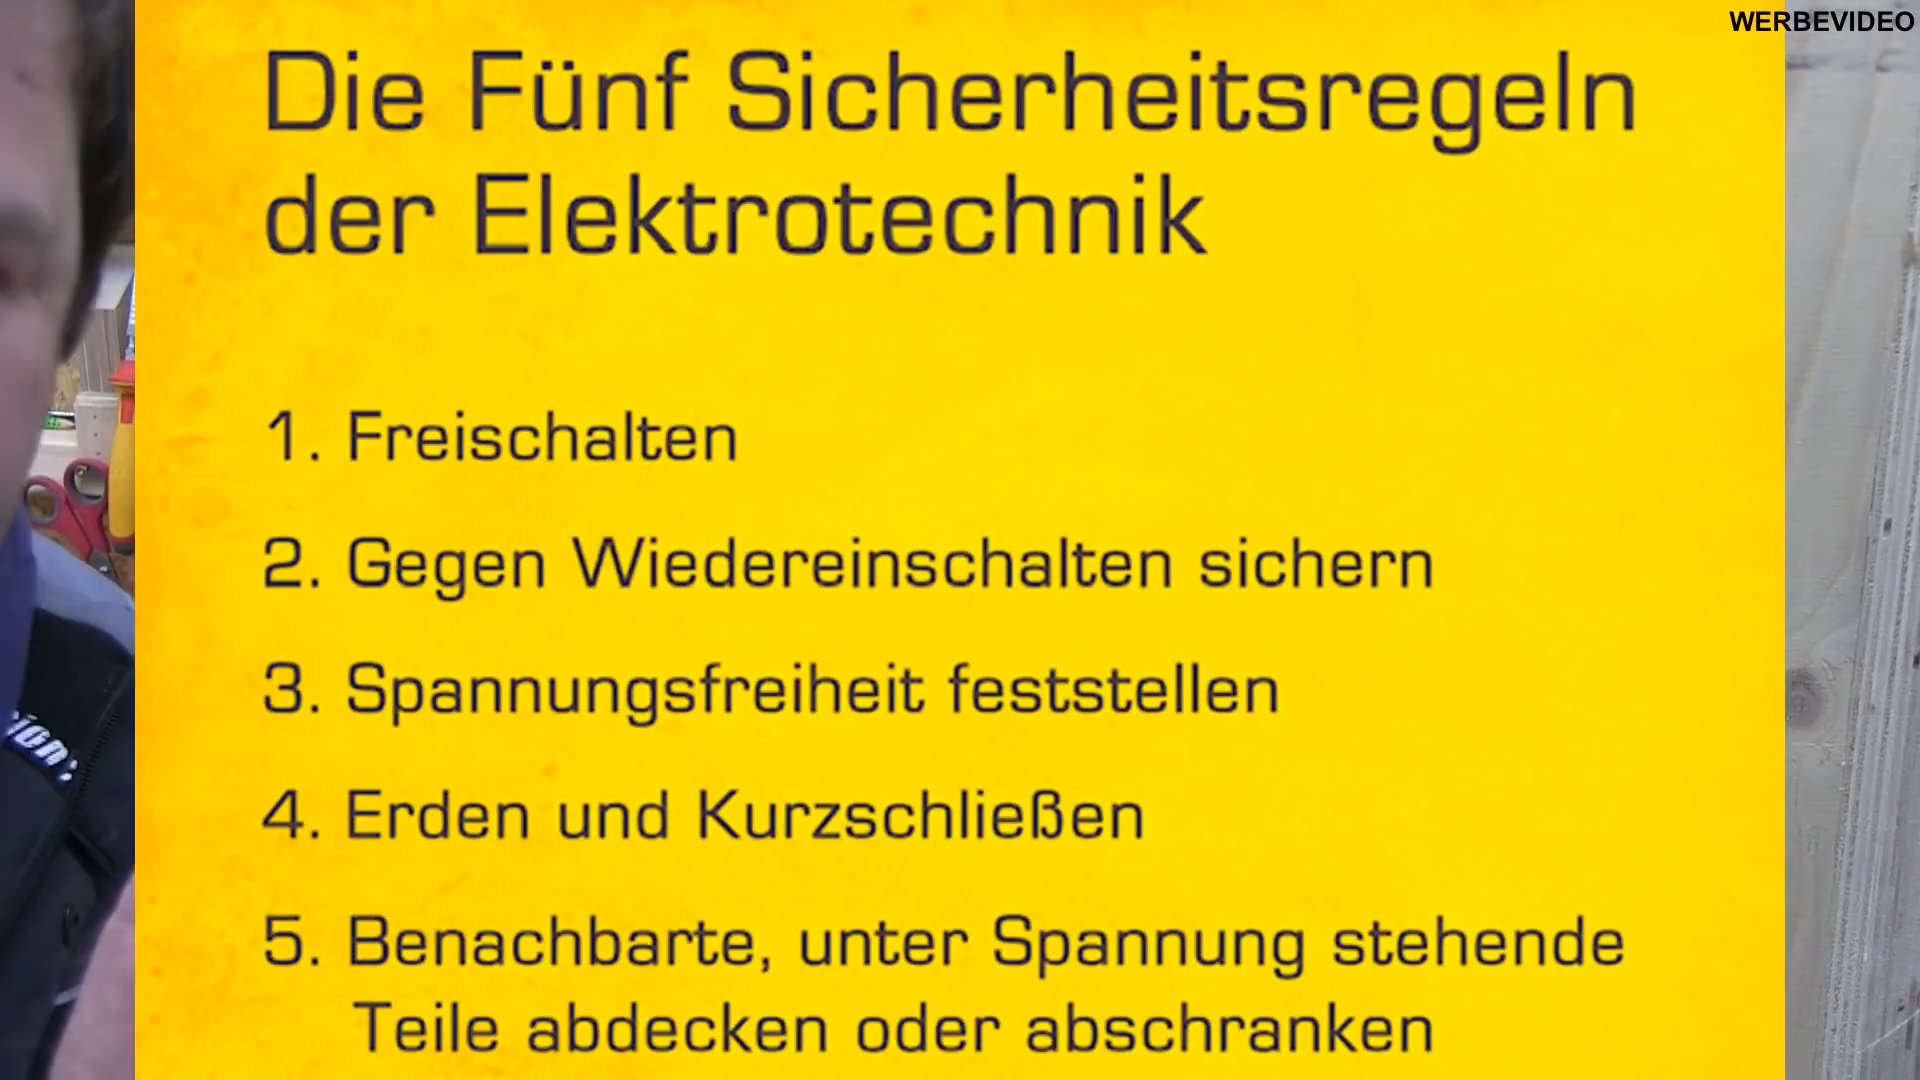 WERBEVIDEO
Die Fünf Sicherheitsregeln
der Elektrotechnik
1. Freischalten
2. Gegen Wiedereinschalten sichern
3. Spannungsfreiheit feststellen
4. Erden und Kurzschließen
5. Benachbarte, unter Spannung stehende
Teile abdecken oder abschranken